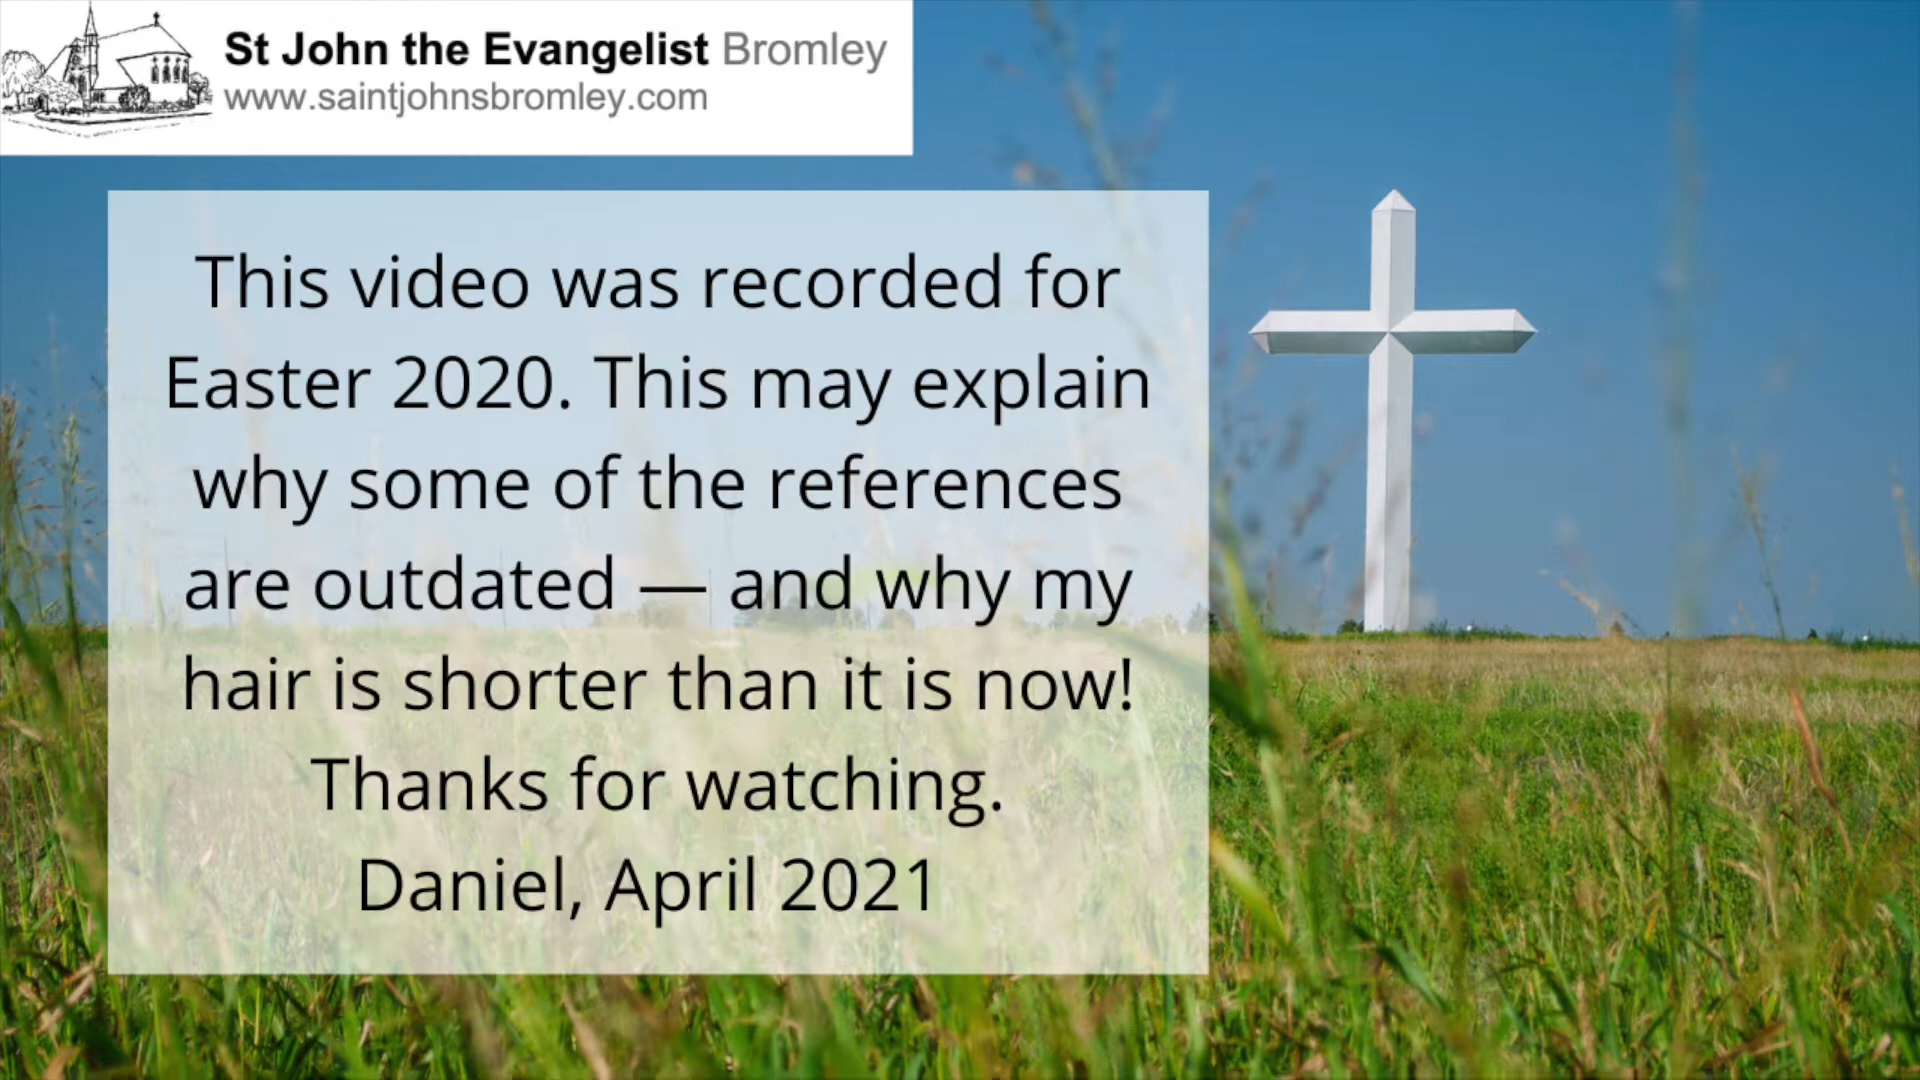 St John the Evangelist Bromley
www.saintjohnsbromley.com
This video was recorded for
Easter 2020. This may explain
why some of the references
are outdated — and why my
hair is shorter than it is now!
Thanks for watching.
Daniel, April 2021